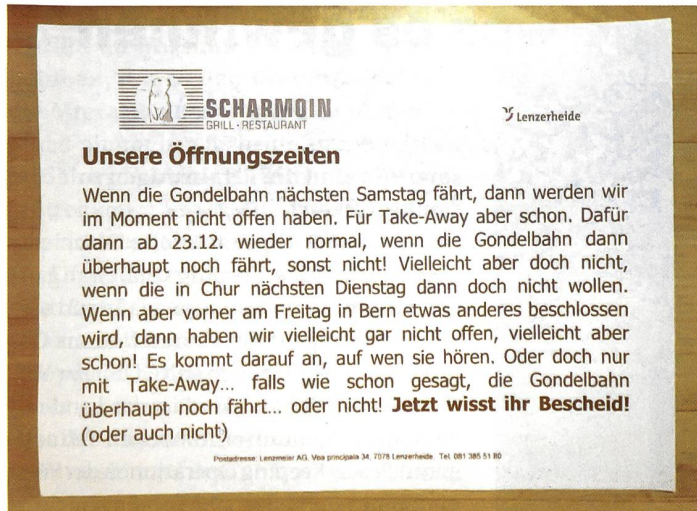 SCHARMOIN
GRILL • RESTAURANT
Lenzerheide
Unsere Öffnungszeiten
Wenn die Gondelbahn nächsten Samstag fährt, dann werden wir
im Moment nicht offen haben. Für Take-Away aber schon. Dafür
dann ab 23.12. wieder normal, wenn die Gondelbahn dann
überhaupt noch fährt, sonst nicht! Vielleicht aber doch nicht,
wenn die in Chur nächsten Dienstag dann doch nicht wollen.
Wenn aber vorher am Freitag in Bern etwas anderes beschlossen
wird, dann haben wir vielleicht gar nicht offen, vielleicht aber
schon! Es kommt darauf an, auf wen sie hören. Oder doch nur
mit Take-Away... falls wie schon gesagt, die Gondelbahn
überhaupt noch fährt... oder nicht! Jetzt wisst ihr Bescheid!
(oder auch nicht)
Postadresse: Lenzmeier AG, Voa principala 34, 7078 Lenzerheide Tel. 081 385 51 80